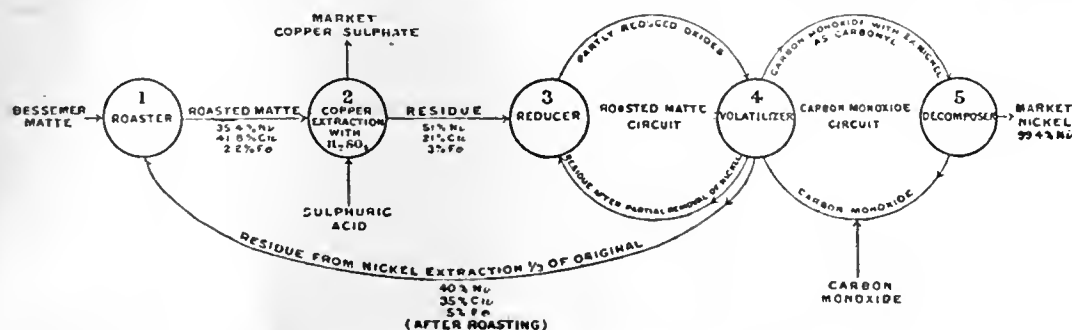 MARKET
COPPER SULPHATE
BESSEMER
MATTE
1
ROASTER
ROASTED MATTE
35.4% Ni
41.8% Cu
2.2% Fe
2
COPPER
EXTRACTION
WITH
H₂SO₄
SULPHURIC
ACID
RESIDUE
51% Ni
21% Cu
3% Fe
3
REDUCER
PARTLY REDUCED OXIDES
ROASTED MATTE
CIRCUIT
RESIDUE AFTER PARTIAL REMOVAL OF NICKEL
4
VOLATILIZER
CARBON MONOXIDE WITH NICKEL
AS CARBONYL
CARBON MONOXIDE
CIRCUIT
CARBON MONOXIDE
5
DECOMPOSER
MARKET
NICKEL
99.4% Ni
CARBON
MONOXIDE
RESIDUE FROM NICKEL EXTRACTION 1/3 OF ORIGINAL
40% Ni
35% Cu
5% Fe
(AFTER ROASTING)